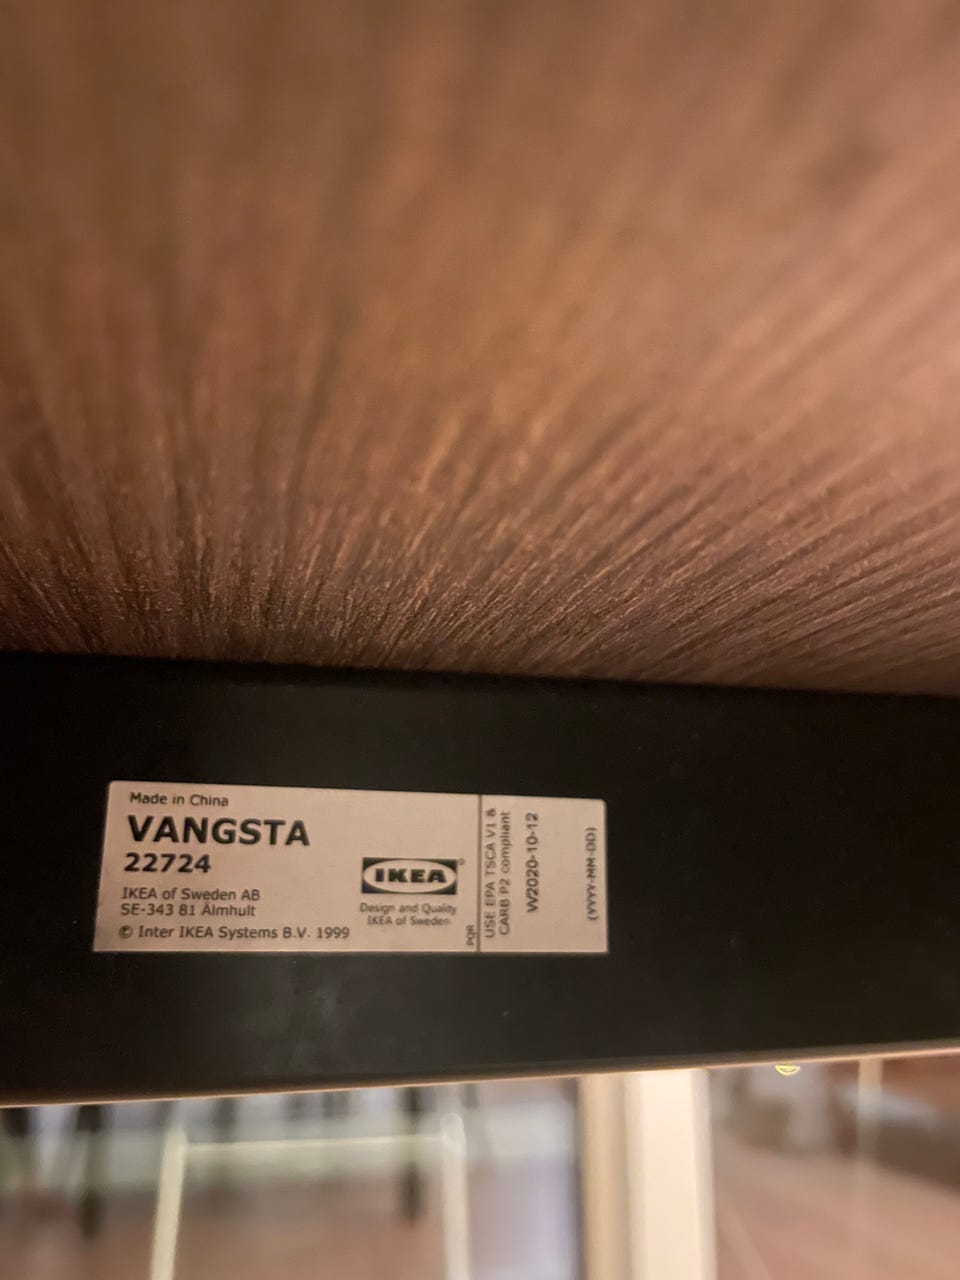 Made in China
VANGSTA
22724
IKEA of Sweden AB
SE-343 81 Älmhult
© Inter IKEA Systems B.V. 1999
IKEA®
Design and Quality
IKEA of Sweden
PQR
USE EPA TSCA V1 &
CARB P2 compliant
W2020-10-12
(YYYY-MM-DD)